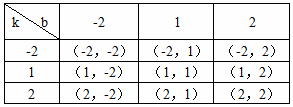 k b -2 1 2
-2 （-2，-2） （-2，1） （-2，2）
1 （1，-2） （1，1） （1，2）
2 （2，-2） （2，1） （2，2）